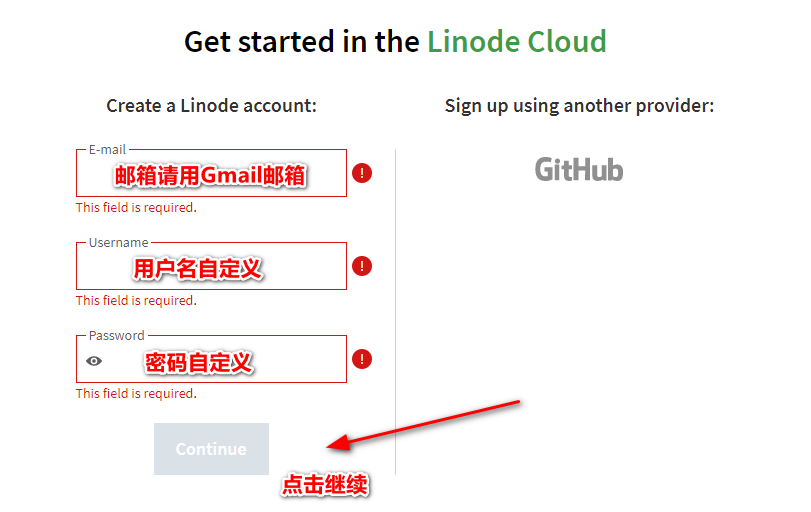 Get started in the Linode Cloud
Create a Linode account:
E-mail
邮箱请用Gmail邮箱
This field is required.
Username
用户名自定义
This field is required.
Password
密码自定义
This field is required.
Continue
点击继续
Sign up using another provider:
GitHub